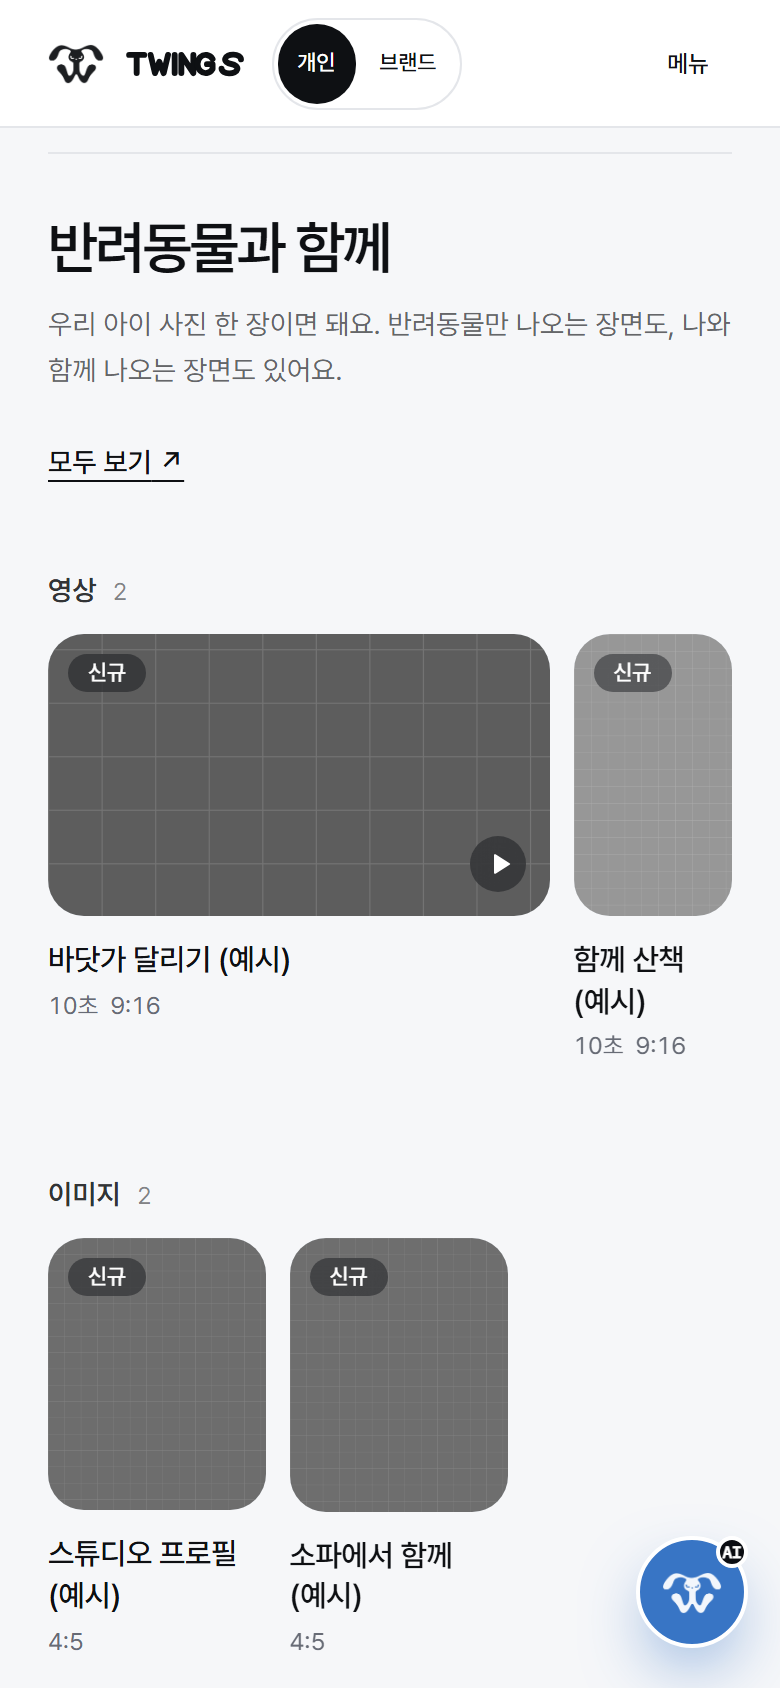 TWINGS
개인
브랜드
메뉴
반려동물과 함께
우리 아이 사진 한 장이면 돼요. 반려동물만 나오는 장면도, 나와
함께 나오는 장면도 있어요.
모두 보기 ↗
영상 2
신규
신규
바닷가 달리기 (예시)
10초 9:16
함께 산책
(예시)
10초 9:16
이미지 2
신규
신규
스튜디오 프로필
(예시)
4:5
소파에서 함께
(예시)
4:5
AI